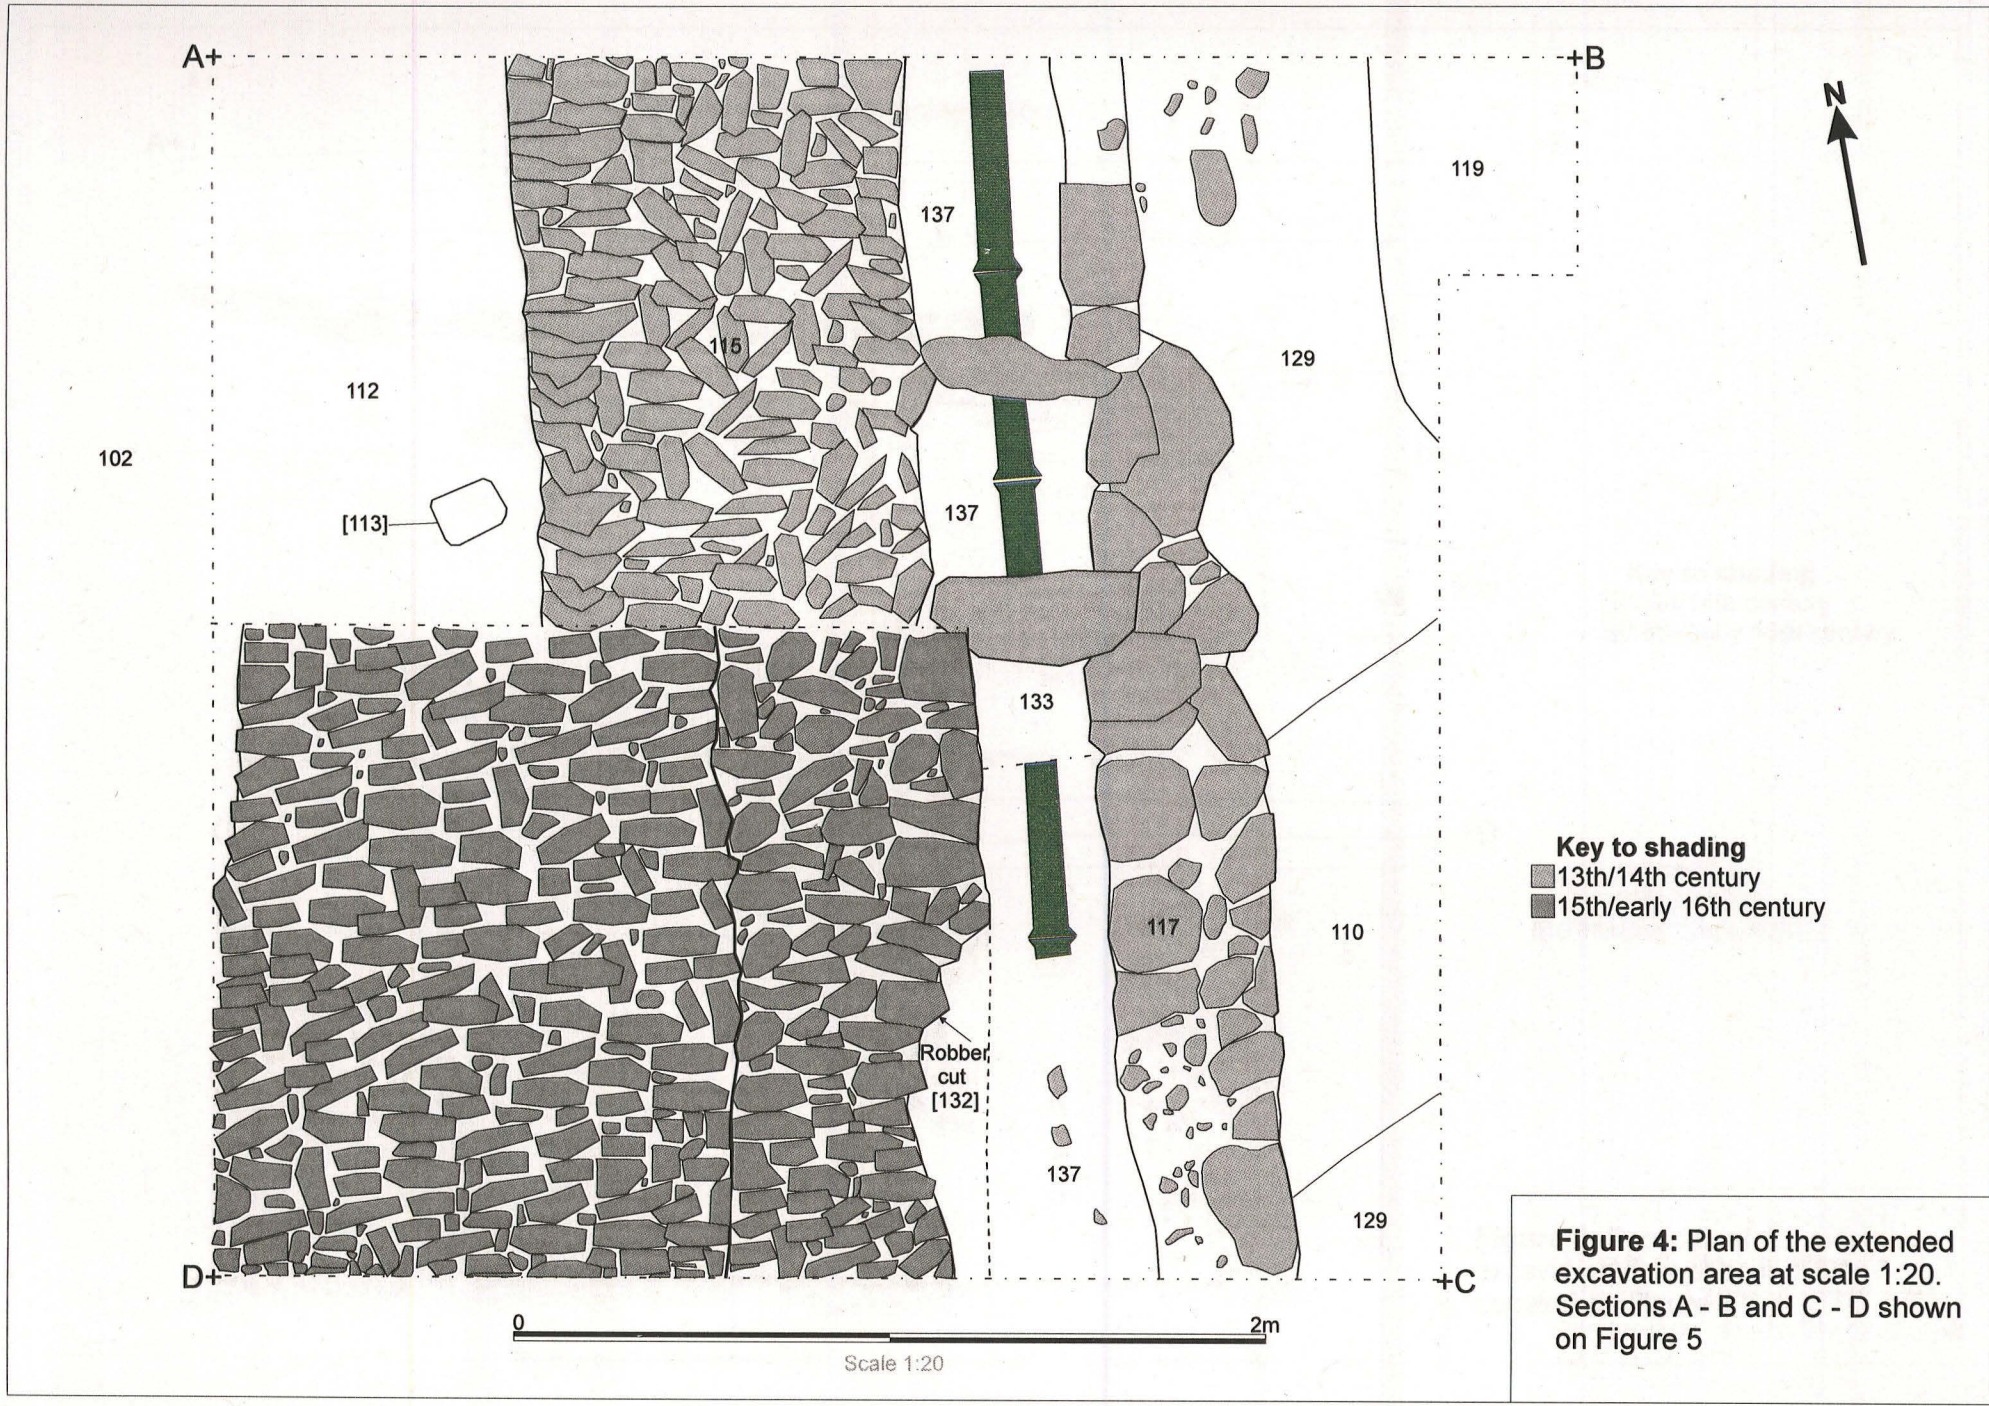 A+
+B
N
119
137
115
129
112
102
[113]
137
133
Key to shading
13th/14th century
15th/early 16th century
117
110
Robber
cut
[132]
137
129
D+
+C
0
2m
Scale 1:20
Figure 4: Plan of the extended
excavation area at scale 1:20.
Sections A - B and C - D shown
on Figure 5